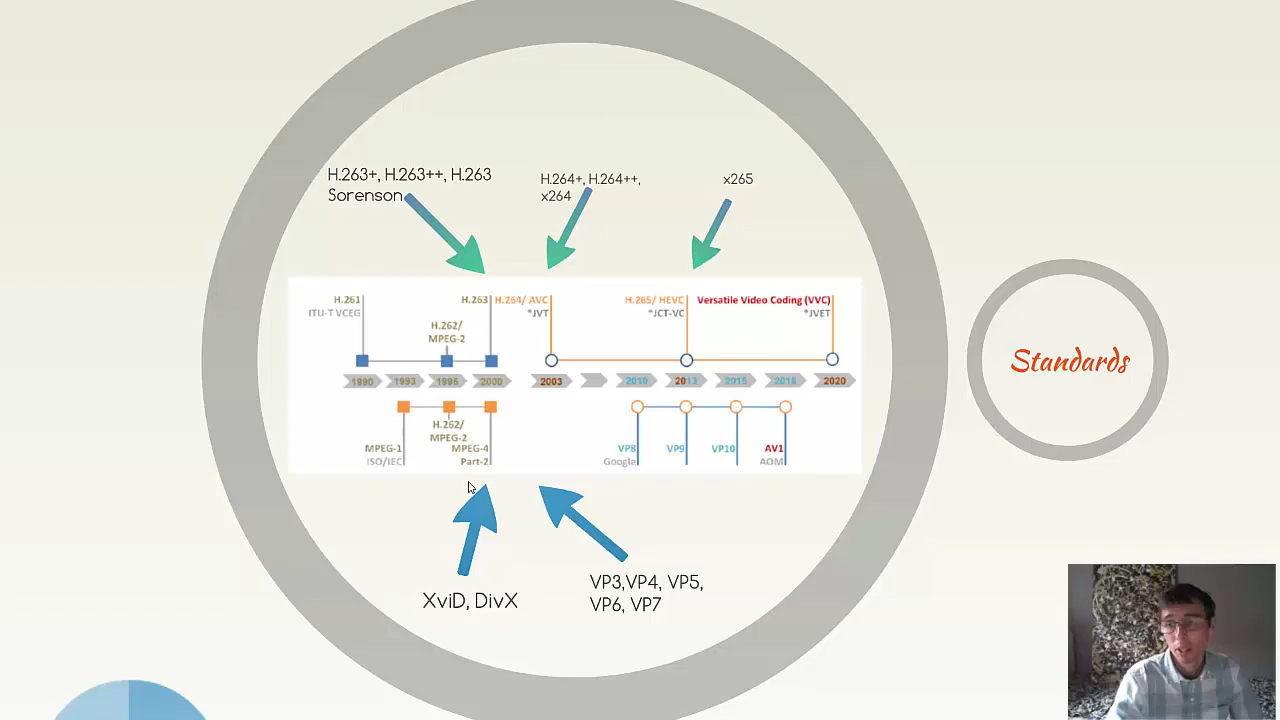 H.263+, H.263++, H.263
Sorenson
H.264+, H.264++,
x264
x265
H.261
ITU-T VCEG
H.262/
MPEG-2
H.263
H.264/ AVC
*JVT
H.265/ HEVC
*JCT-VC
Versatile Video Coding (VVC)
*JVET
1990
1993
1996
2000
2003
2010
2013
2015
2018
2020
MPEG-1
ISO/IEC
H.262/
MPEG-2
MPEG-4
Part-2
VP8
Google
VP9
VP10
AV1
AOM
XviD, DivX
VP3,VP4, VP5,
VP6, VP7
Standards